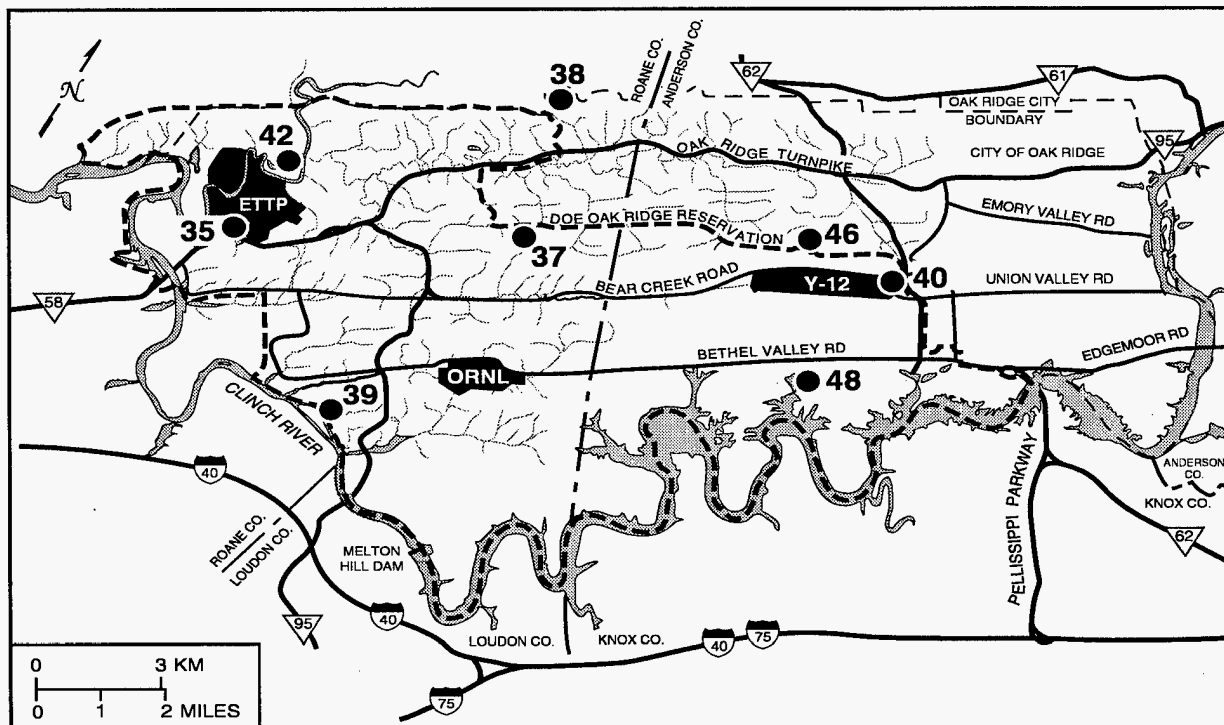 N
38
ROANE CO.
ANDERSON CO.
62
61
OAK RIDGE CITY
BOUNDARY
95
42
OAK RIDGE TURNPIKE
CITY OF OAK RIDGE
ETTP
EMORY VALLEY RD
35
DOE OAK RIDGE RESERVATION
46
37
BEAR CREEK ROAD
Y-12
40
UNION VALLEY RD
58
BETHEL VALLEY RD
EDGEMOOR RD
ORNL
48
39
CLINCH RIVER
40
ANDERSON
CO.
KNOX CO.
PELLISSIPPI PARKWAY
62
ROANE CO.
LOUDON CO.
MELTON
HILL DAM
95
40
LOUDON CO.
KNOX CO.
40
75
75
0 3 KM
0 1 2 MILES